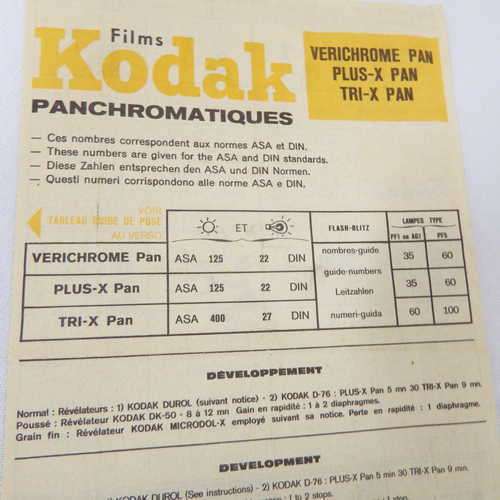 Films
Kodak
PANCHROMATIQUES
VERICHROME PAN
PLUS-X PAN
TRI-X PAN
— Ces nombres correspondent aux normes ASA et DIN.
— These numbers are given for the ASA and DIN standards.
— Diese Zahlen entsprechen den ASA und DIN Normen.
— Questi numeri corrispondono alle norme ASA e DIN.
VOIR
TABLEAU GUIDE DE POSE
AU VERSO
ET
FLASH-BLITZ
LAMPES TYPE
PF1 ou AG1 PF5
VERICHROME Pan ASA 125 22 DIN nombres-guide 35 60
guide-numbers
PLUS-X Pan ASA 125 22 DIN Leitzahlen 35 60
TRI-X Pan ASA 400 27 DIN numeri-guida 60 100
DÉVELOPPEMENT
Normal : Révélateurs : 1) KODAK DUROL (suivant notice) - 2) KODAK D-76 : PLUS-X Pan 5 mn 30 TRI-X Pan 9 mn.
Poussé : Révélateur KODAK DK-50 - 8 à 12 mn Gain en rapidité : 1 à 2 diaphragmes.
Grain fin : Révélateur KODAK MICRODOL-X employé suivant sa notice. Perte en rapidité : 1 diaphragme.
DEVELOPMENT
KODAK DUROL (See instructions) - 2) KODAK D-76 : PLUS-X Pan 5 mn 30 TRI-X Pan 9 mn.
: 1 to 2 stops.